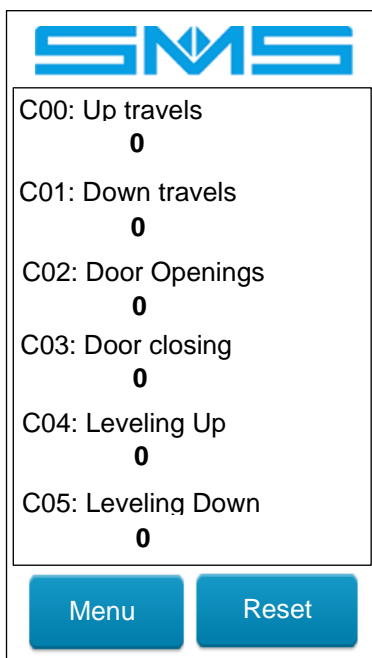 SMS
C00: Up travels
0
C01: Down travels
0
C02: Door Openings
0
C03: Door closing
0
C04: Leveling Up
0
C05: Leveling Down
0
Menu
Reset